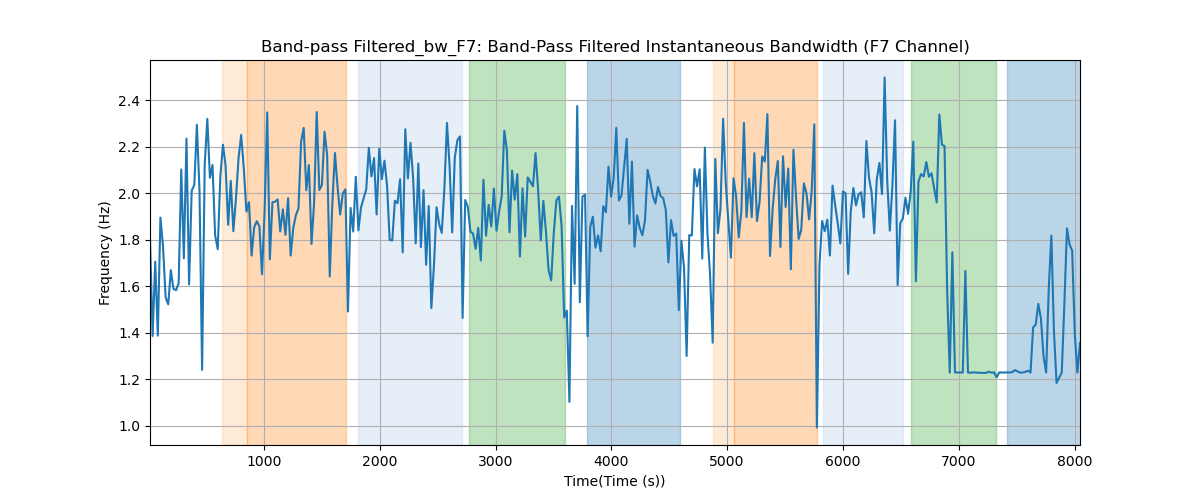 Band-pass Filtered_bw_F7: Band-Pass Filtered Instantaneous Bandwidth (F7 Channel)
Frequency (Hz)
2.4
2.2
2.0
1.8
1.6
1.4
1.2
1.0
1000 2000 3000 4000 5000 6000 7000 8000
Time(Time (s))